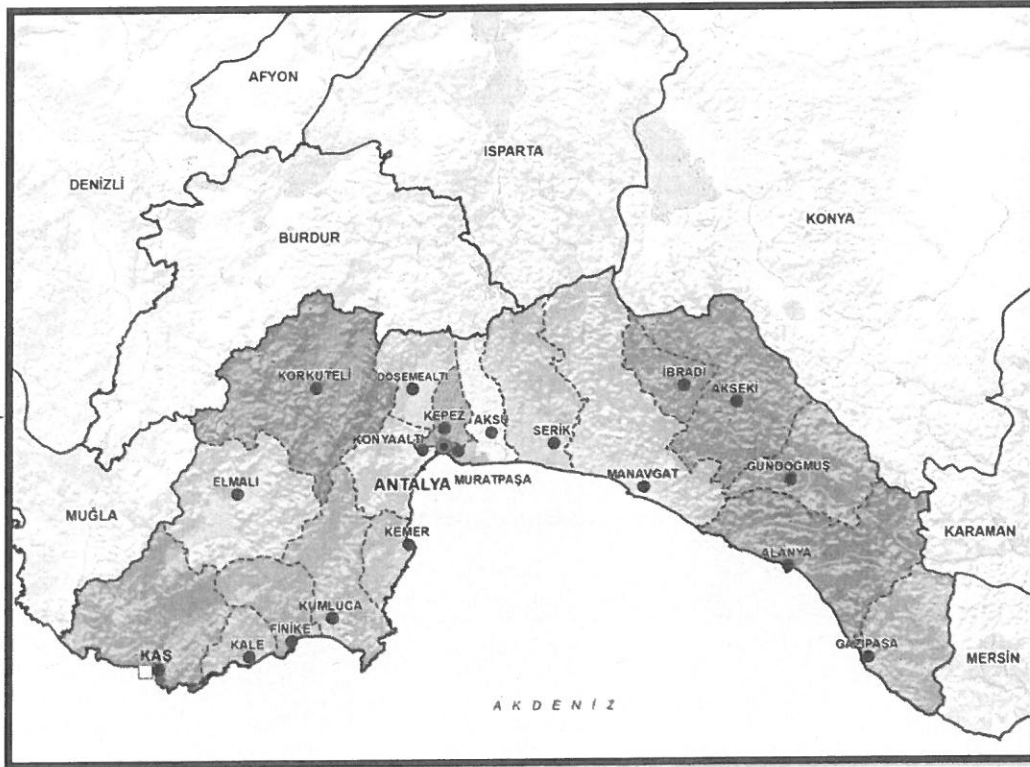 AFYON
ISPARTA
DENİZLİ
KONYA
BURDUR
KORKUTELİ
DÖŞEMEALTI
İBRADİ
AKSEKİ
KEPEZ
AKSU
SERİK
KONYAALTI
ELMALI
ANTALYA
MURATPAŞA
MANAVGAT
GÜNDOĞMUŞ
MUĞLA
KEMER
KARAMAN
ALANYA
KUMLUCA
FİNİKE
KALE
KAŞ
GAZİPAŞA
MERSİN
AKDENİZ